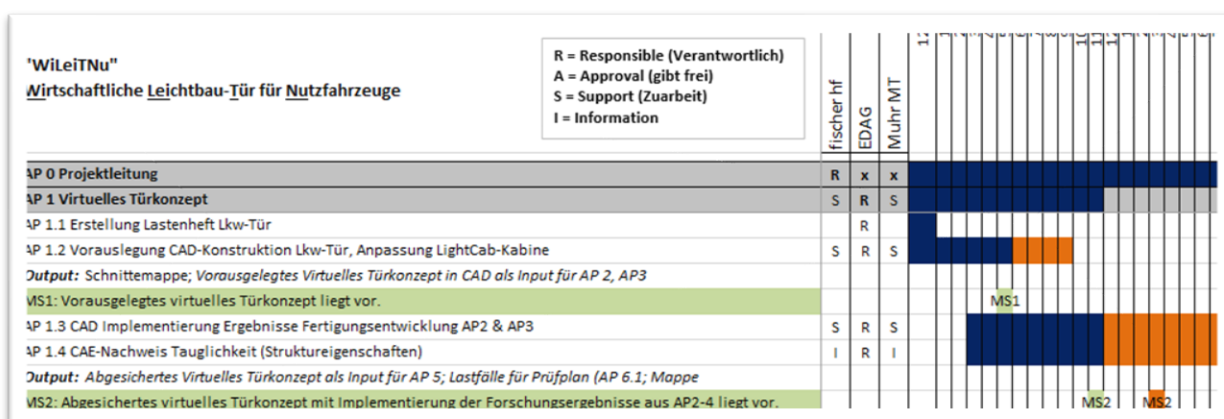 "WiLeiTNu"
Wirtschaftliche Leichtbau-Tür für Nutzfahrzeuge
R = Responsible (Verantwortlich)
A = Approval (gibt frei)
S = Support (Zuarbeit)
I = Information
fischer hf
EDAG
Muhr MT
AP 0 Projektleitung R x x
AP 1 Virtuelles Türkonzept S R S
AP 1.1 Erstellung Lastenheft Lkw-Tür R
AP 1.2 Vorauslegung CAD-Konstruktion Lkw-Tür, Anpassung LightCab-Kabine S R S
Output: Schnittemappe; Vorausgelegtes Virtuelles Türkonzept in CAD als Input für AP 2, AP3
MS1: Vorausgelegtes virtuelles Türkonzept liegt vor. MS1
AP 1.3 CAD Implementierung Ergebnisse Fertigungsentwicklung AP2 & AP3 S R S
AP 1.4 CAE-Nachweis Tauglichkeit (Struktureigenschaften) I R I
Output: Abgesichertes Virtuelles Türkonzept als Input für AP 5; Lastfälle für Prüfplan (AP 6.1; Mappe
MS2: Abgesichertes virtuelles Türkonzept mit Implementierung der Forschungsergebnisse aus AP2-4 liegt vor. MS2 MS2